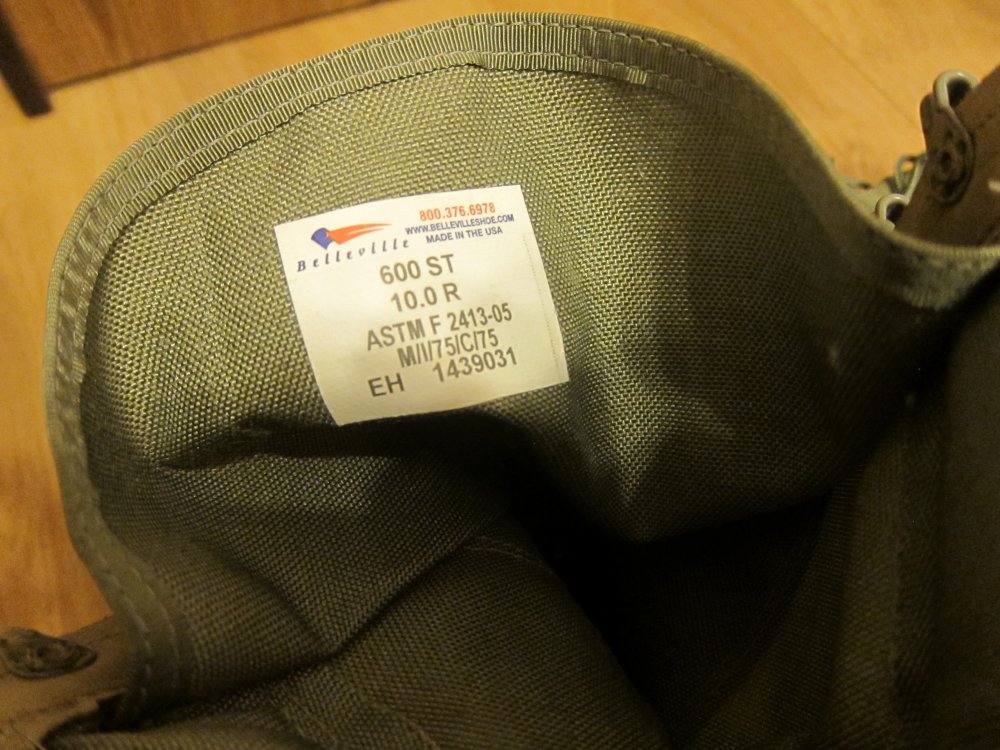 800.376.6978
WWW.BELLEVILLESHOE.COM
MADE IN THE USA
Belleville
600 ST
10.0 R
ASTM F 2413-05
M/I/75/C/75
EH 1439031